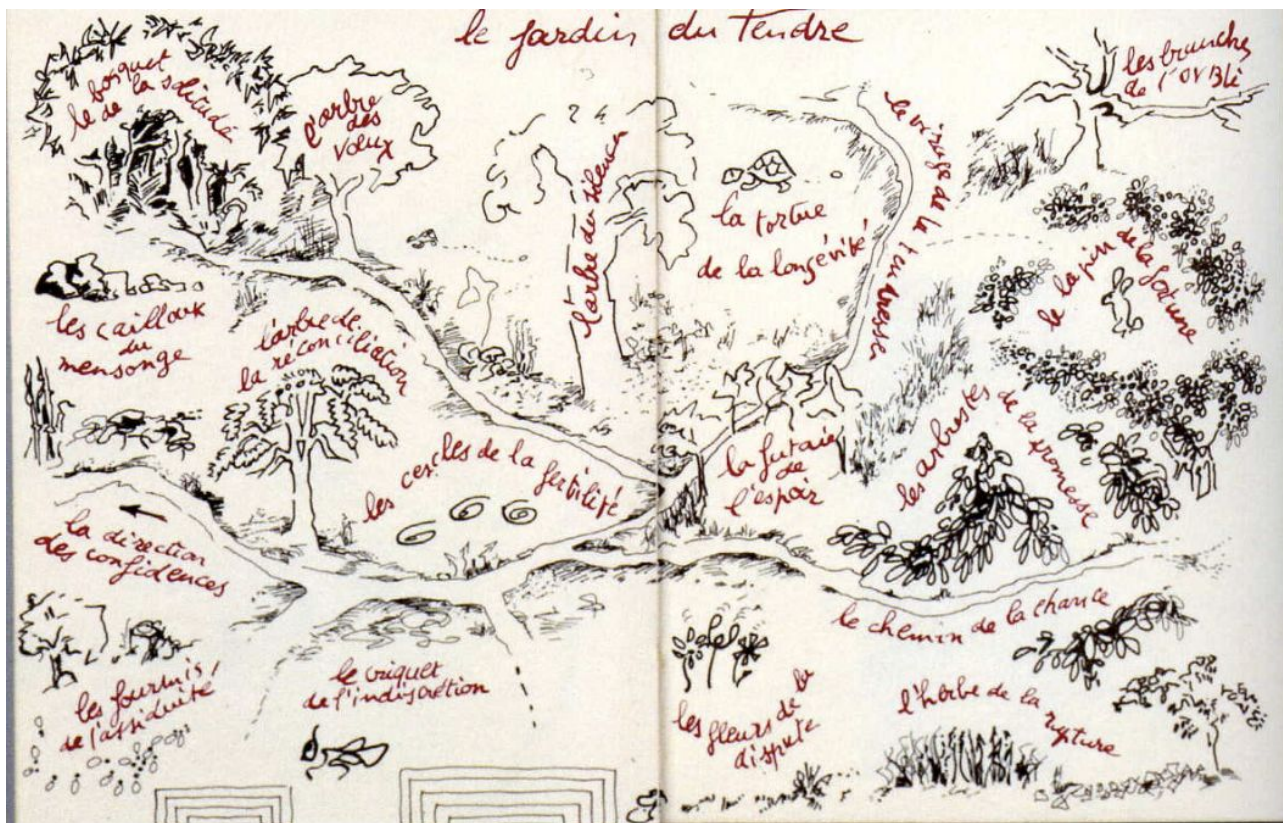 le jardin du Tendre
le bosquet
de la solitude
l'arbre
des
voeux
l'arbre du silence
la tortue
de la longévité
le virage de la tendresse
les branches
de l'OUBLi
le pin de la fortune
les cailloux
du
mensonge
l'arbre de
la réconciliation
les cercles de la fertilité
la futaie
de
l'espoir
les arbustes de la promesse
la direction
des confidences
le chemin de la chance
les fourmis
de l'assiduité
le criquet
de l'indiscrétion
les fleurs de la
dispute
l'herbe de la
rupture